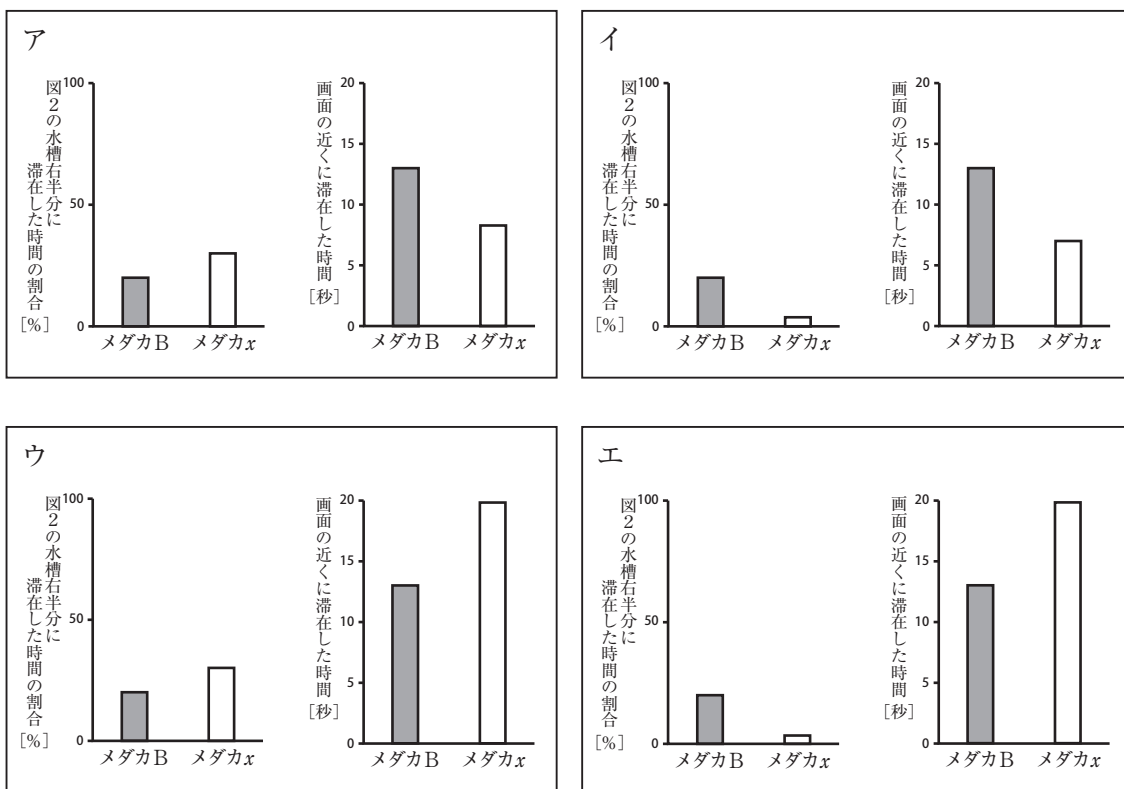 ア
図2の水槽右半分に
滞在した時間の割合
[%]
100
50
0
メダカB メダカx
画面の近くに滞在した時間
[秒]
20
15
10
5
0
メダカB メダカx
イ
図2の水槽右半分に
滞在した時間の割合
[%]
100
50
0
メダカB メダカx
画面の近くに滞在した時間
[秒]
20
15
10
5
0
メダカB メダカx
ウ
図2の水槽右半分に
滞在した時間の割合
[%]
100
50
0
メダカB メダカx
画面の近くに滞在した時間
[秒]
20
15
10
5
0
メダカB メダカx
エ
図2の水槽右半分に
滞在した時間の割合
[%]
100
50
0
メダカB メダカx
画面の近くに滞在した時間
[秒]
20
15
10
5
0
メダカB メダカx